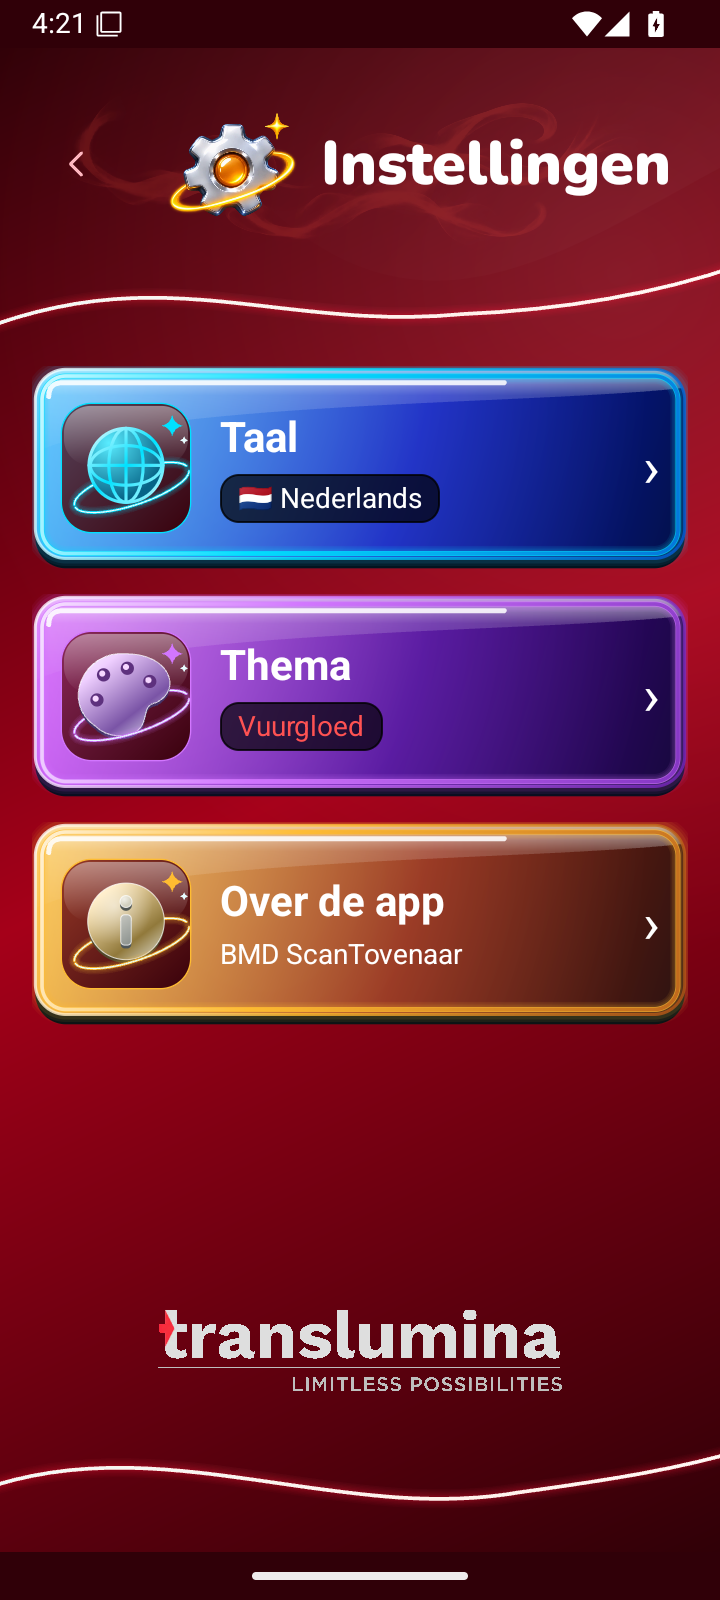 4:21
Instellingen
Taal
🇳🇱 Nederlands
Thema
Vuurgloed
Over de app
BMD ScanTovenaar
translumina
LIMITLESS POSSIBILITIES